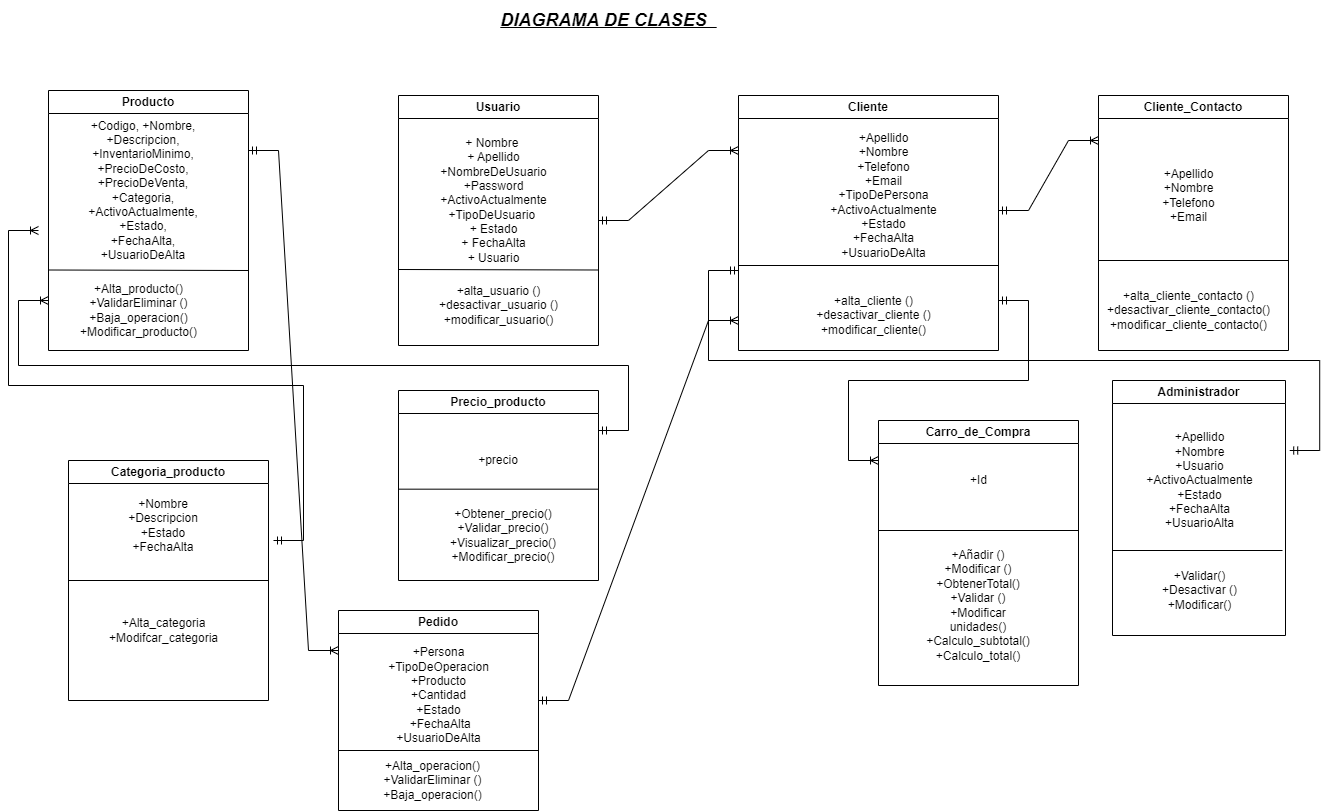 DIAGRAMA DE CLASES
Producto
+Codigo, +Nombre,
+Descripcion,
+InventarioMinimo,
+PrecioDeCosto,
+PrecioDeVenta,
+Categoria,
+ActivoActualmente,
+Estado,
+FechaAlta,
+UsuarioDeAlta
+Alta_producto()
+ValidarEliminar ()
+Baja_operacion()
+Modificar_producto()
Usuario
+ Nombre
+ Apellido
+NombreDeUsuario
+Password
+ActivoActualmente
+TipoDeUsuario
+ Estado
+ FechaAlta
+ Usuario
+alta_usuario ()
+desactivar_usuario ()
+modificar_usuario()
Cliente
+Apellido
+Nombre
+Telefono
+Email
+TipoDePersona
+ActivoActualmente
+Estado
+FechaAlta
+UsuarioDeAlta
+alta_cliente ()
+desactivar_cliente ()
+modificar_cliente()
Cliente_Contacto
+Apellido
+Nombre
+Telefono
+Email
+alta_cliente_contacto ()
+desactivar_cliente_contacto()
+modificar_cliente_contacto()
Categoria_producto
+Nombre
+Descripcion
+Estado
+FechaAlta
+Alta_categoria
+Modifcar_categoria
Precio_producto
+precio
+Obtener_precio()
+Validar_precio()
+Visualizar_precio()
+Modificar_precio()
Carro_de_Compra
+Id
+Añadir ()
+Modificar ()
+ObtenerTotal()
+Validar ()
+Modificar
unidades()
+Calculo_subtotal()
+Calculo_total()
Administrador
+Apellido
+Nombre
+Usuario
+ActivoActualmente
+Estado
+FechaAlta
+UsuarioAlta
+Validar()
+Desactivar ()
+Modificar()
Pedido
+Persona
+TipoDeOperacion
+Producto
+Cantidad
+Estado
+FechaAlta
+UsuarioDeAlta
+Alta_operacion()
+ValidarEliminar ()
+Baja_operacion()